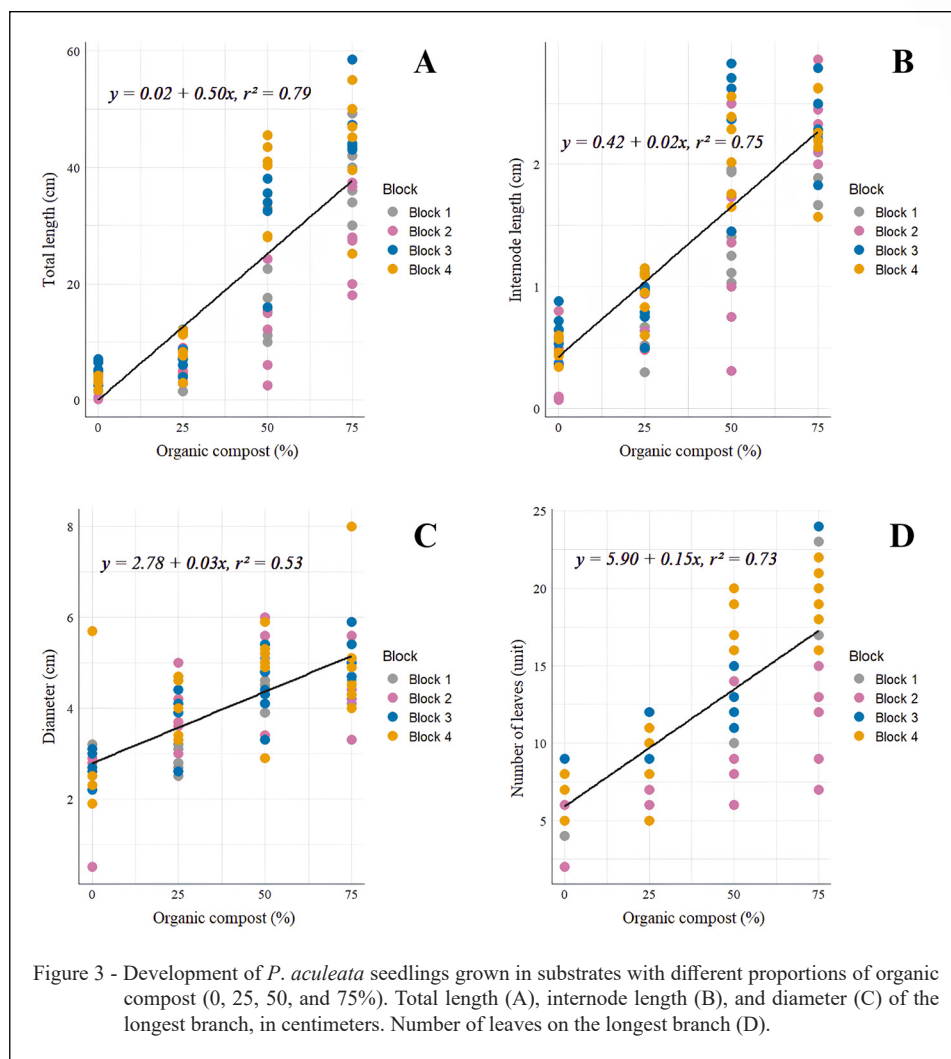 A
y = 0.02 + 0.50x, r² = 0.79
Total length (cm)
60
40
20
0
0 25 50 75
Organic compost (%)
Block
Block 1
Block 2
Block 3
Block 4
B
y = 0.42 + 0.02x, r² = 0.75
Internode length (cm)
2
1
0
0 25 50 75
Organic compost (%)
Block
Block 1
Block 2
Block 3
Block 4
C
y = 2.78 + 0.03x, r² = 0.53
Diameter (cm)
8
6
4
2
0 25 50 75
Organic compost (%)
Block
Block 1
Block 2
Block 3
Block 4
D
y = 5.90 + 0.15x, r² = 0.73
Number of leaves (unit)
25
20
15
10
5
0 25 50 75
Organic compost (%)
Block
Block 1
Block 2
Block 3
Block 4
Figure 3 - Development of P. aculeata seedlings grown in substrates with different proportions of organic
compost (0, 25, 50, and 75%). Total length (A), internode length (B), and diameter (C) of the
longest branch, in centimeters. Number of leaves on the longest branch (D).